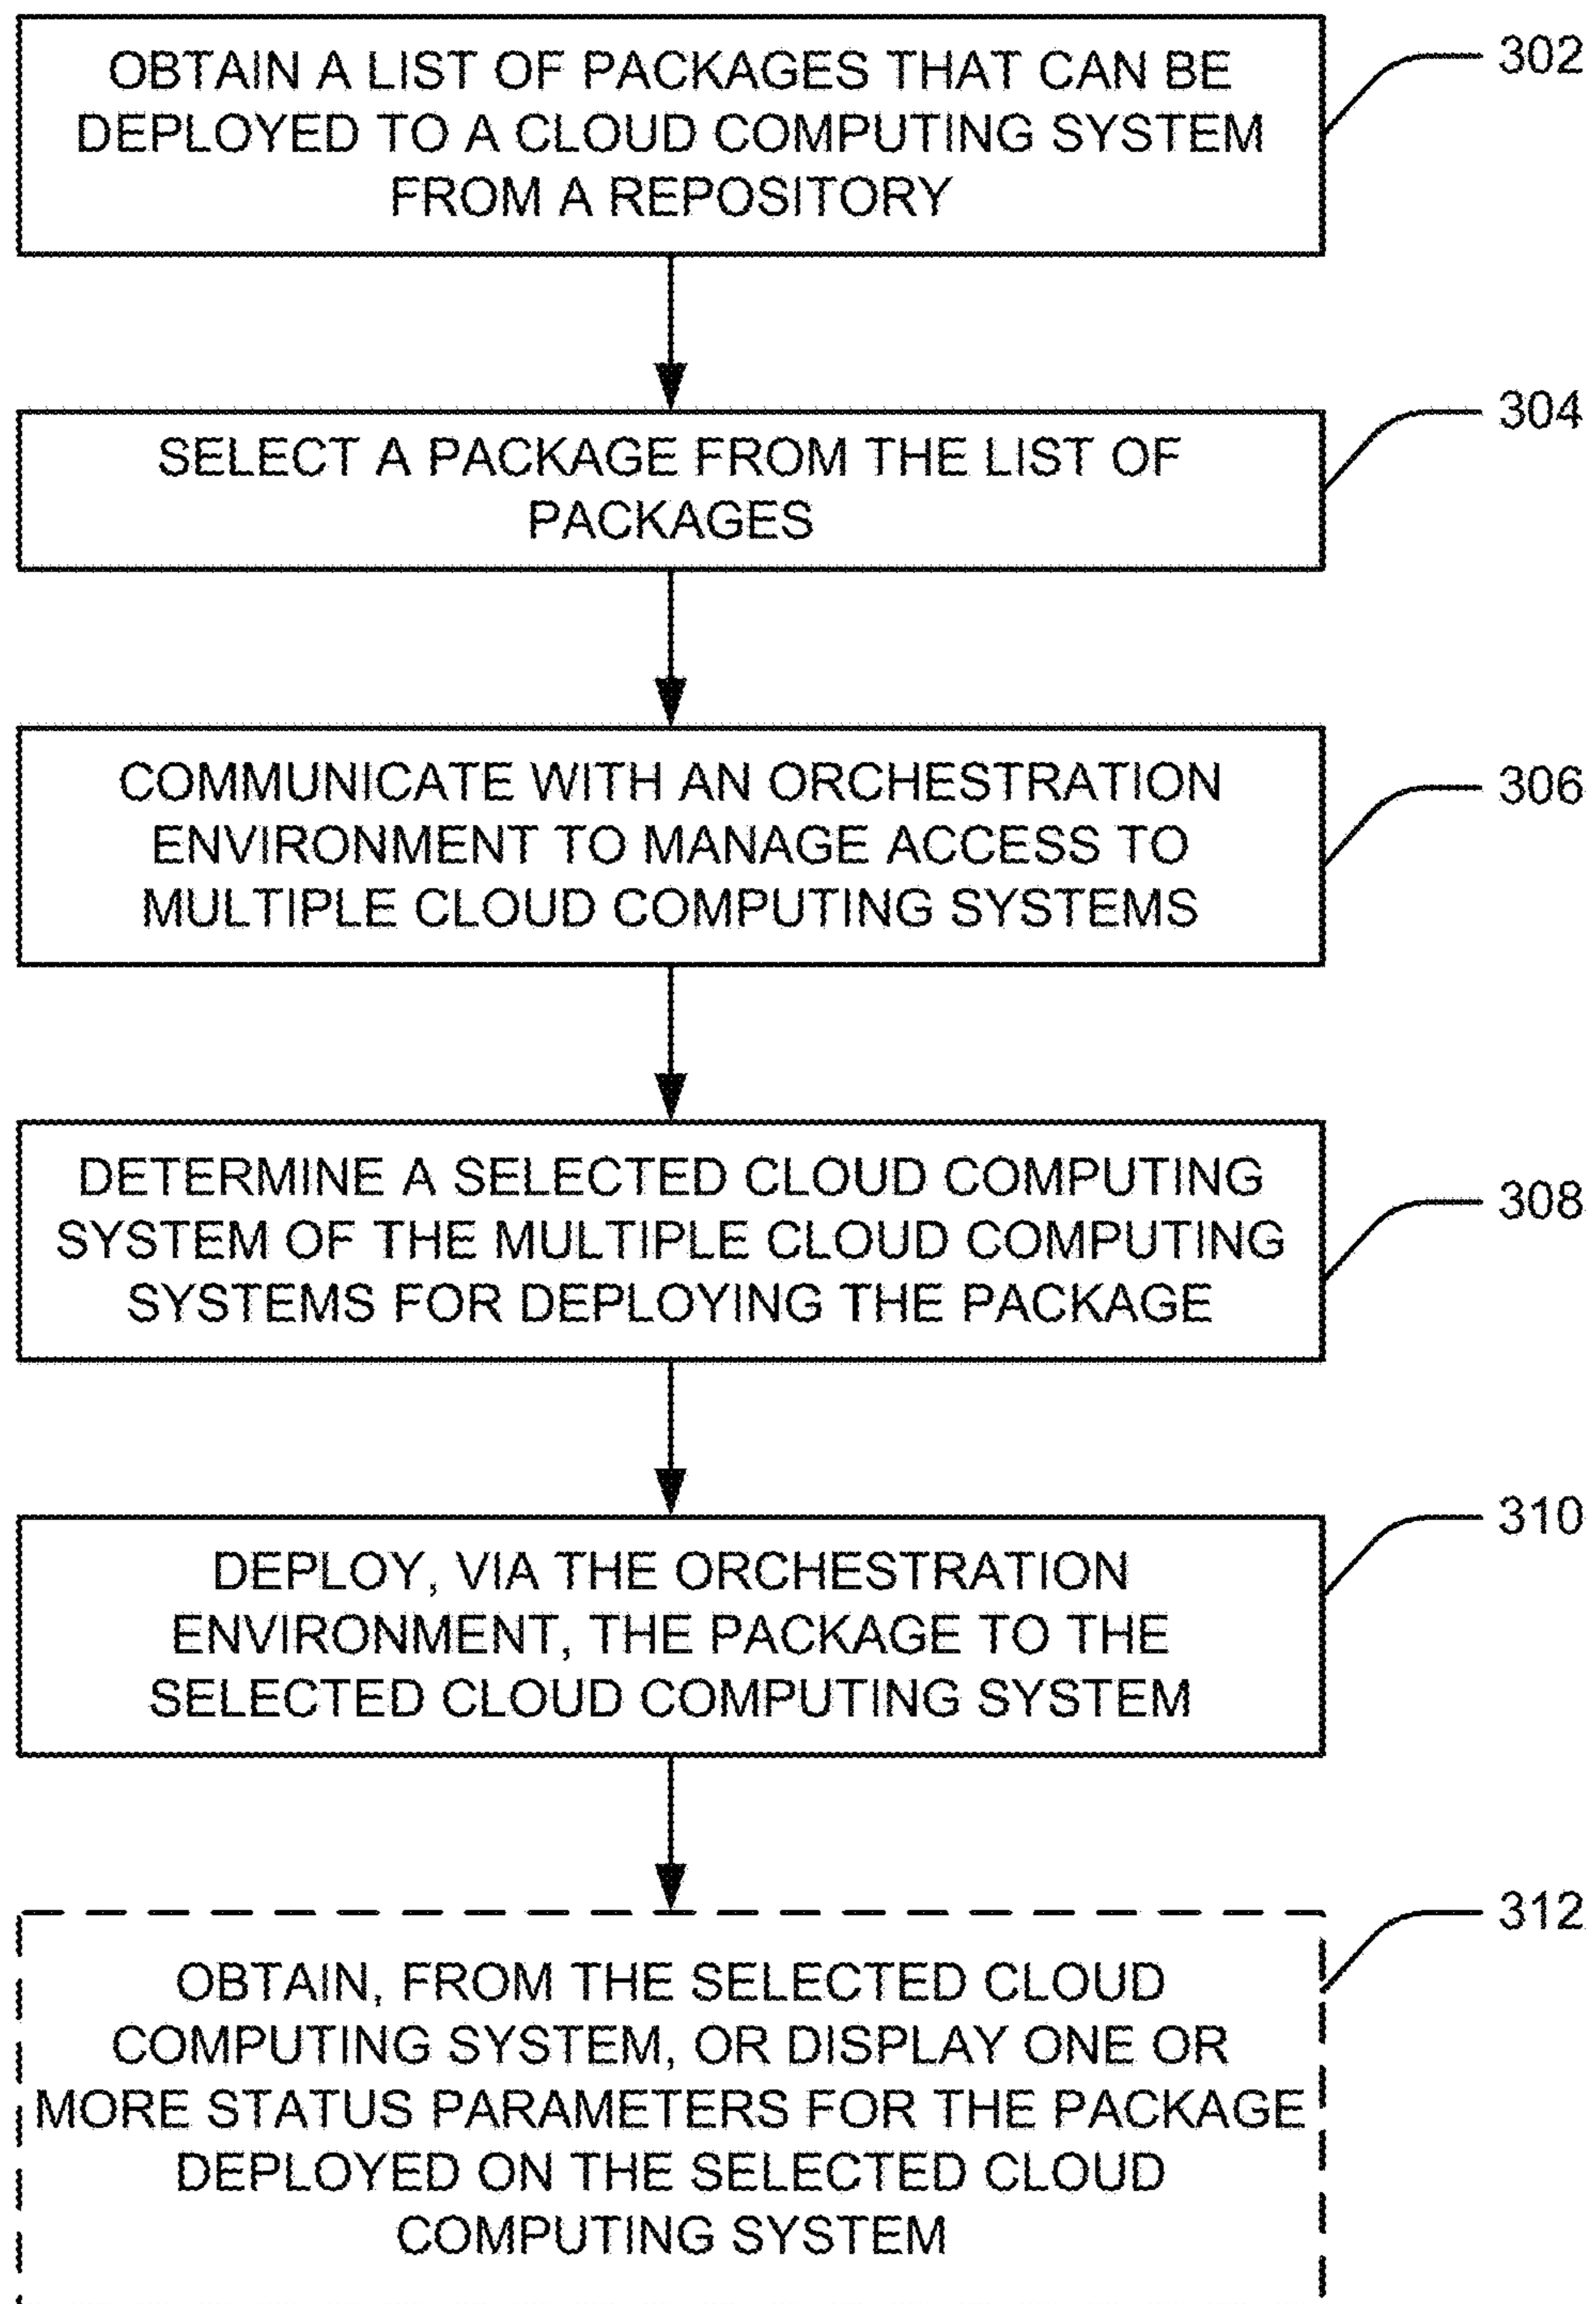 OBTAIN A LIST OF PACKAGES THAT CAN BE
DEPLOYED TO A CLOUD COMPUTING SYSTEM
FROM A REPOSITORY
302
SELECT A PACKAGE FROM THE LIST OF
PACKAGES
304
COMMUNICATE WITH AN ORCHESTRATION
ENVIRONMENT TO MANAGE ACCESS TO
MULTIPLE CLOUD COMPUTING SYSTEMS
306
DETERMINE A SELECTED CLOUD COMPUTING
SYSTEM OF THE MULTIPLE CLOUD COMPUTING
SYSTEMS FOR DEPLOYING THE PACKAGE
308
DEPLOY, VIA THE ORCHESTRATION
ENVIRONMENT, THE PACKAGE TO THE
SELECTED CLOUD COMPUTING SYSTEM
310
OBTAIN, FROM THE SELECTED CLOUD
COMPUTING SYSTEM, OR DISPLAY ONE OR
MORE STATUS PARAMETERS FOR THE PACKAGE
DEPLOYED ON THE SELECTED CLOUD
COMPUTING SYSTEM
312